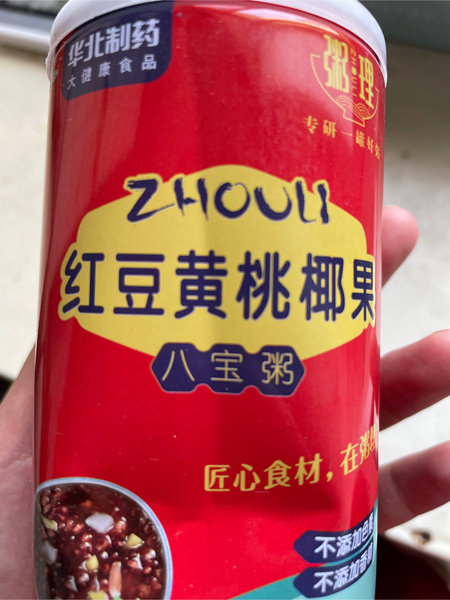 华北制药
大健康食品
粥理
专研一罐好
ZHOULI
红豆黄桃椰果
八宝粥
匠心食材，在粥
不添加色
不添加香